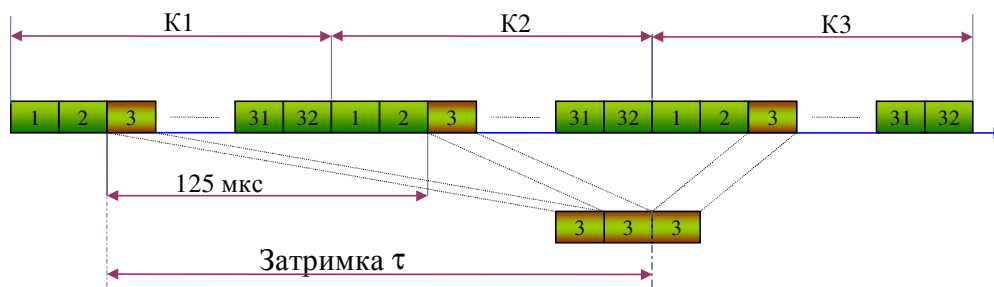 К1 К2 К3
1 2 3 ........ 31 32 1 2 3 ........ 31 32 1 2 3 ........ 31 32
125 мкс
3 3 3
Затримка τ